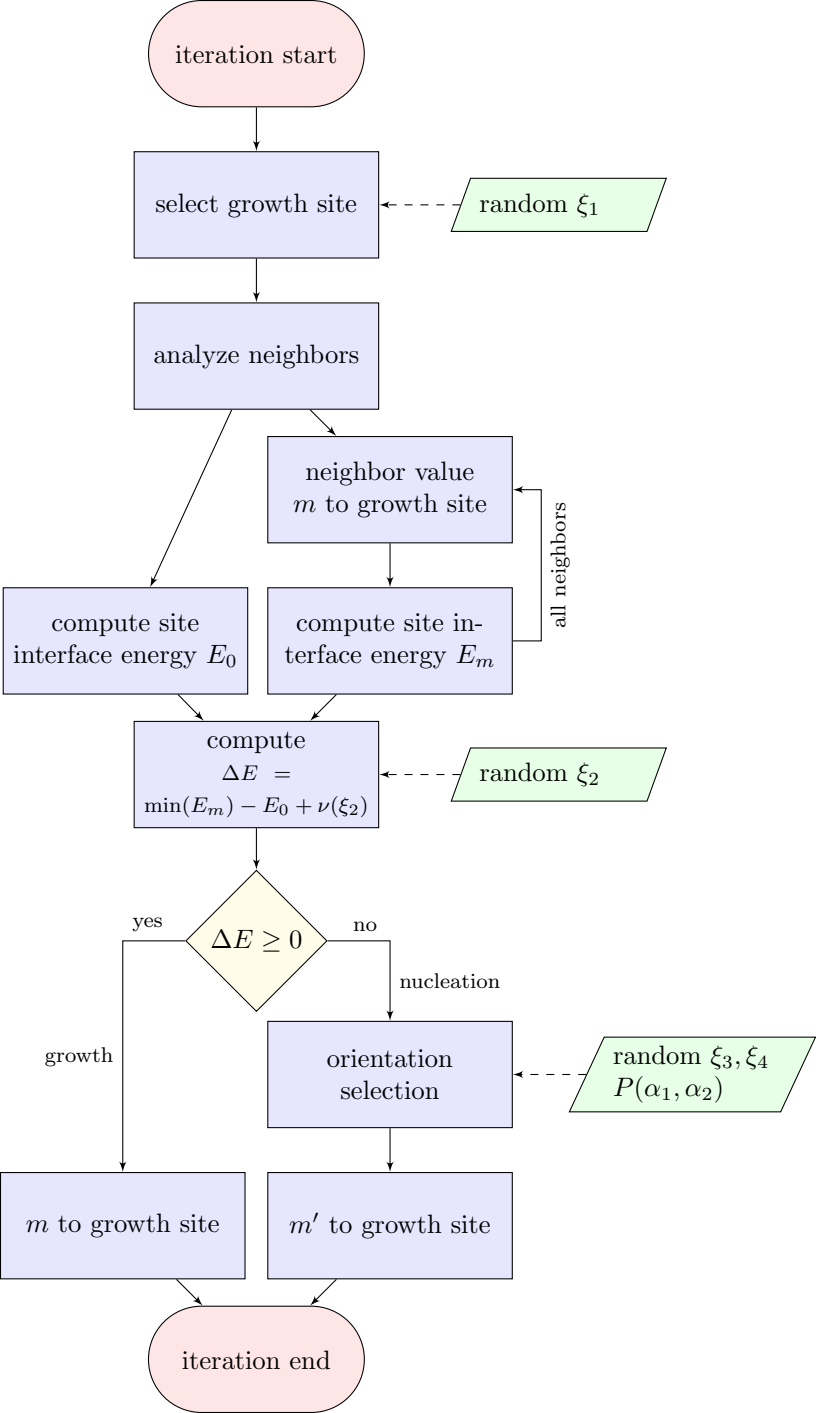 iteration start
select growth site
random ξ₁
analyze neighbors
neighbor value
m to growth site
all neighbors
compute site
interface energy E₀
compute site in-
terface energy Eₘ
compute
ΔE =
min(Eₘ) − E₀ + ν(ξ₂)
random ξ₂
yes
ΔE ≥ 0
no
nucleation
growth
orientation
selection
random ξ₃, ξ₄
P(α₁, α₂)
m to growth site
m′ to growth site
iteration end